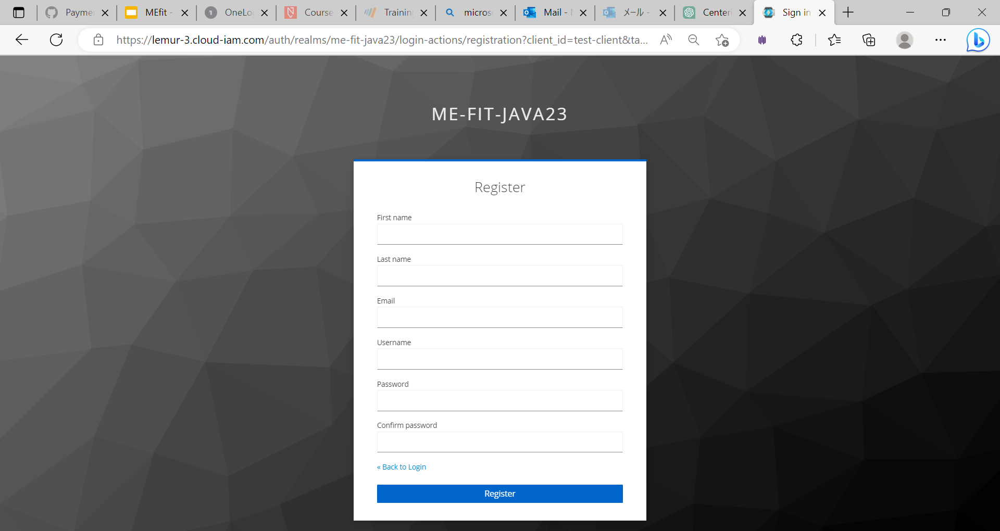 Payme
MEfit -
OneLo
Course
Training
micros
Mail -
メール -
Centeri
Sign in
https://lemur-3.cloud-iam.com/auth/realms/me-fit-java23/login-actions/registration?client_id=test-client&ta...
ME-FIT-JAVA23
Register
First name
Last name
Email
Username
Password
Confirm password
« Back to Login
Register